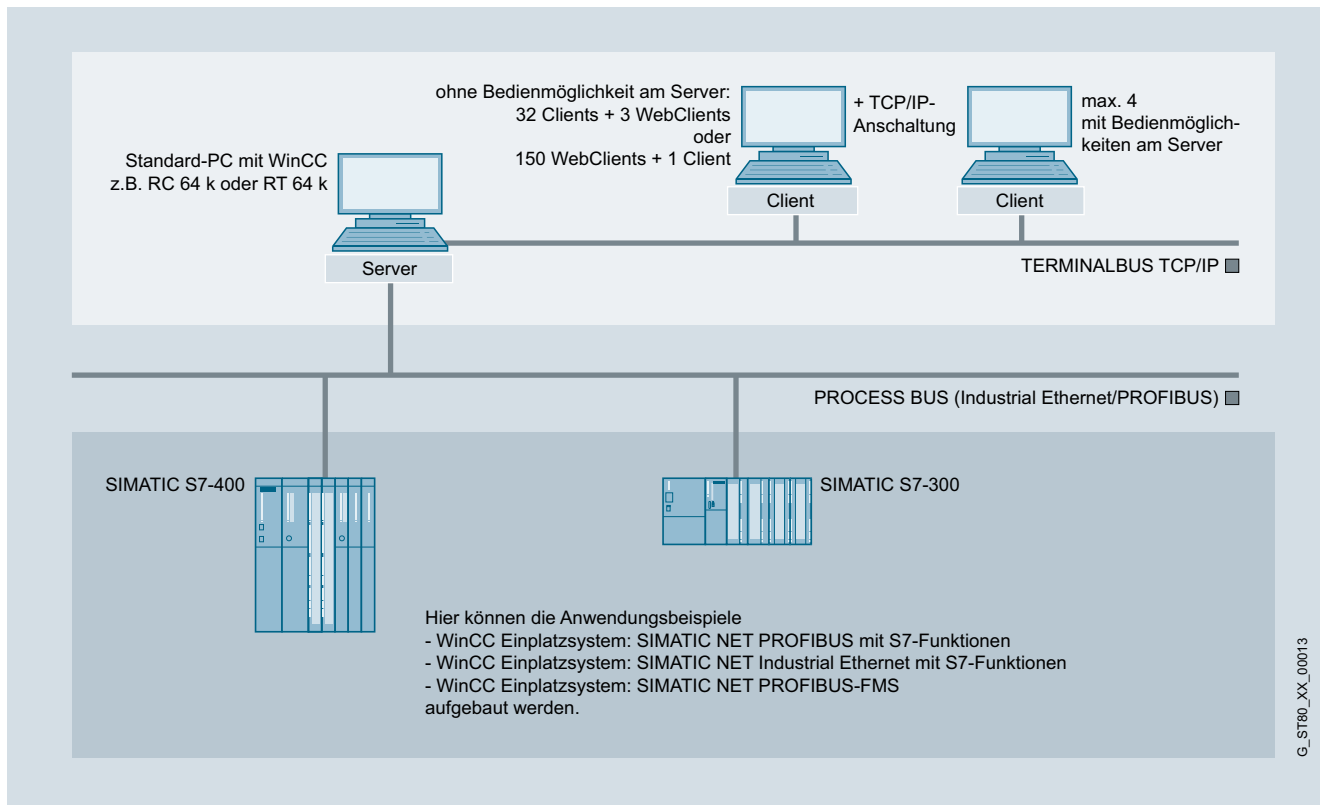 ohne Bedienmöglichkeit am Server:
32 Clients + 3 WebClients
oder
150 WebClients + 1 Client
+ TCP/IP-
Anschaltung
max. 4
mit Bedienmöglich-
keiten am Server
Standard-PC mit WinCC
z.B. RC 64 k oder RT 64 k
Client
Client
Server
TERMINALBUS TCP/IP
PROCESS BUS (Industrial Ethernet/PROFIBUS)
SIMATIC S7-400
SIMATIC S7-300
Hier können die Anwendungsbeispiele
- WinCC Einplatzsystem: SIMATIC NET PROFIBUS mit S7-Funktionen
- WinCC Einplatzsystem: SIMATIC NET Industrial Ethernet mit S7-Funktionen
- WinCC Einplatzsystem: SIMATIC NET PROFIBUS-FMS
aufgebaut werden.
G_ST80_XX_00013